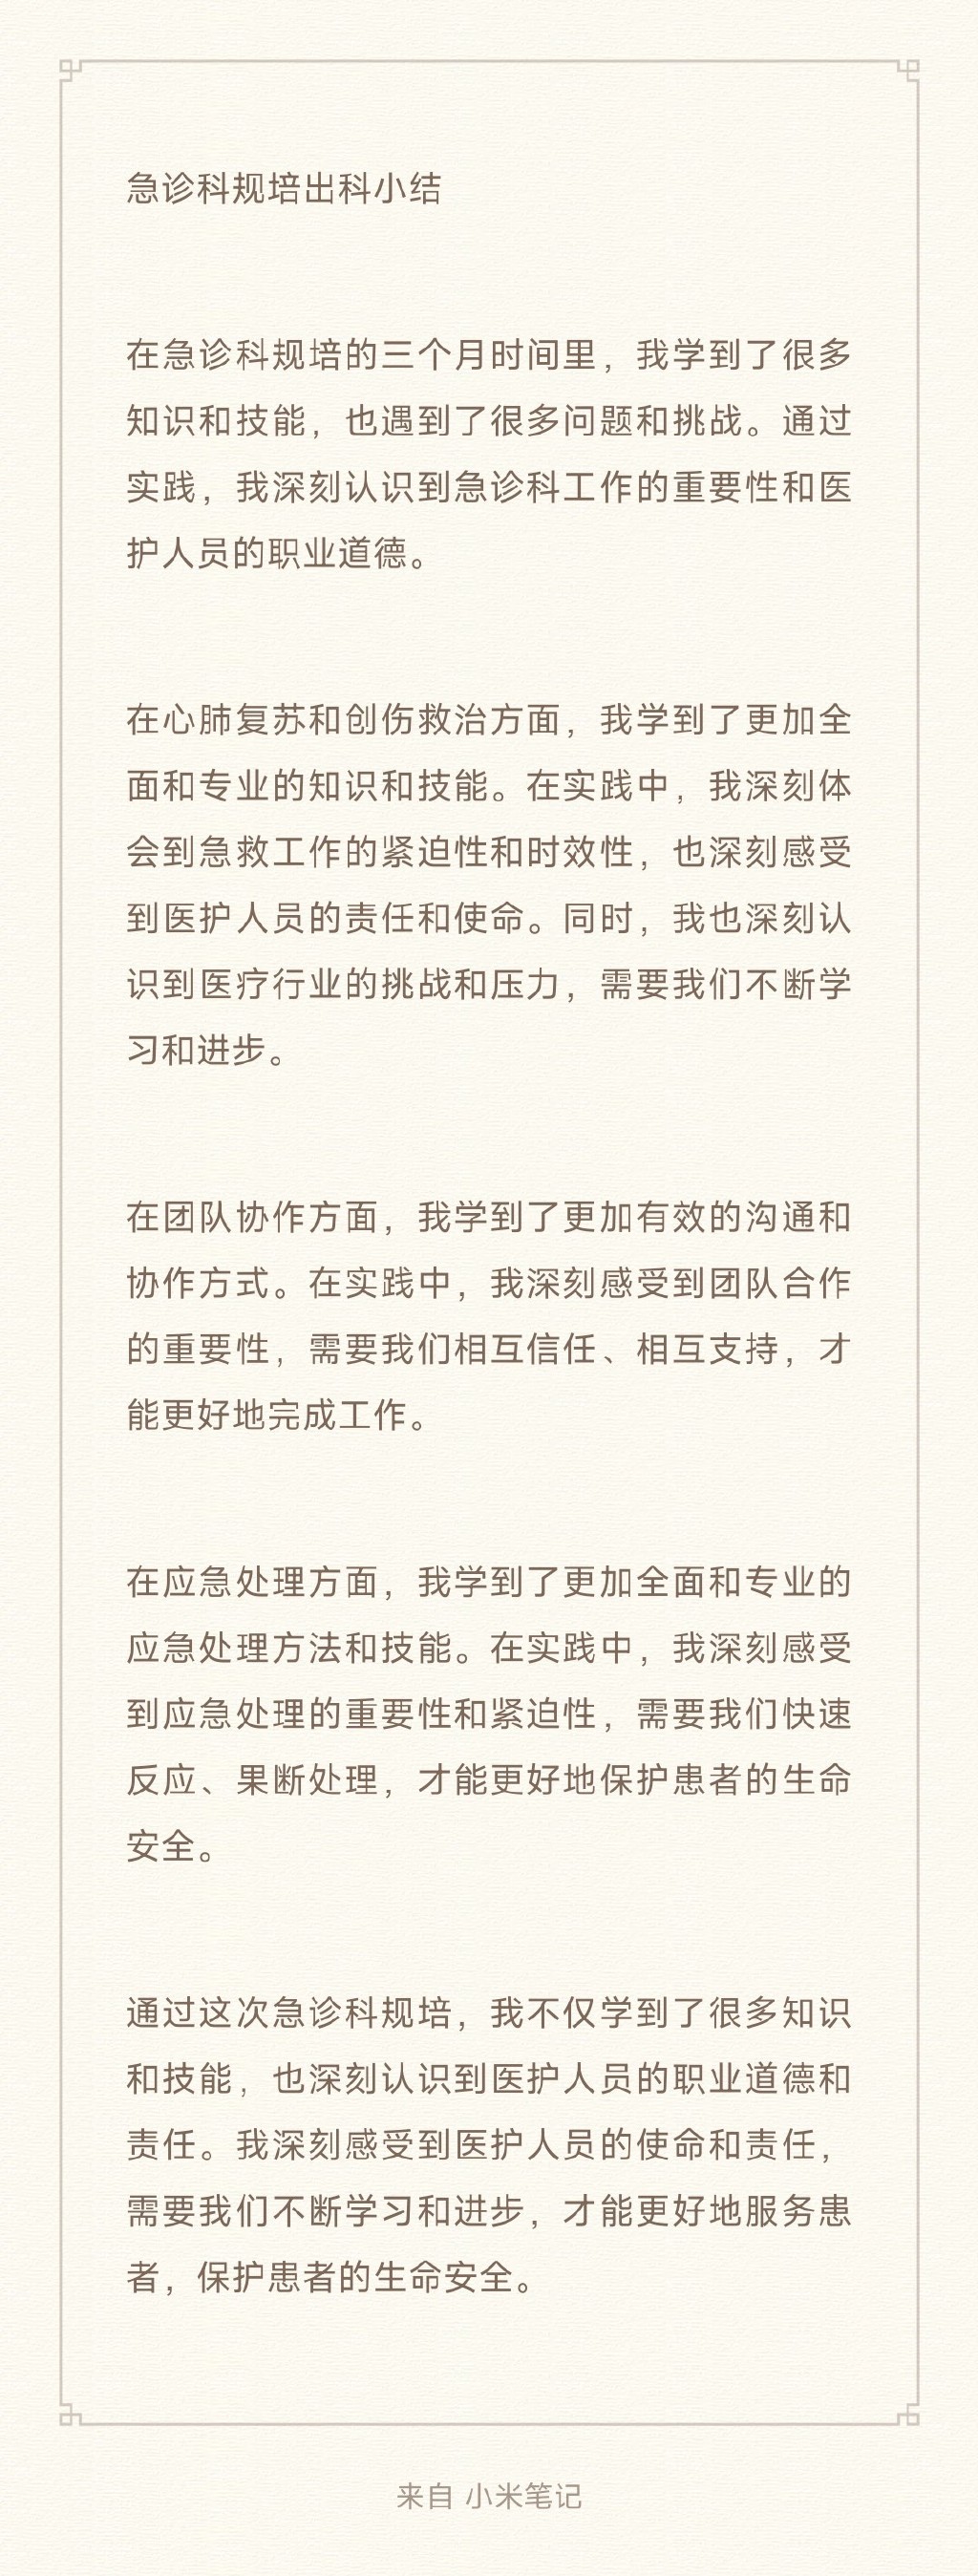 急诊科规培出科小结
在急诊科规培的三个月时间里，我学到了很多
知识和技能，也遇到了很多问题和挑战。通过
实践，我深刻认识到急诊科工作的重要性和医
护人员的职业道德。
在心肺复苏和创伤救治方面，我学到了更加全
面和专业的知识和技能。在实践中，我深刻体
会到急救工作的紧迫性和时效性，也深刻感受
到医护人员的责任和使命。同时，我也深刻认
识到医疗行业的挑战和压力，需要我们不断学
习和进步。
在团队协作方面，我学到了更加有效的沟通和
协作方式。在实践中，我深刻感受到团队合作
的重要性，需要我们相互信任、相互支持，才
能更好地完成工作。
在应急处理方面，我学到了更加全面和专业的
应急处理方法和技能。在实践中，我深刻感受
到应急处理的重要性和紧迫性，需要我们快速
反应、果断处理，才能更好地保护患者的生命
安全。
通过这次急诊科规培，我不仅学到了很多知识
和技能，也深刻认识到医护人员的职业道德和
责任。我深刻感受到医护人员的使命和责任，
需要我们不断学习和进步，才能更好地服务患
者，保护患者的生命安全。
来自 小米笔记